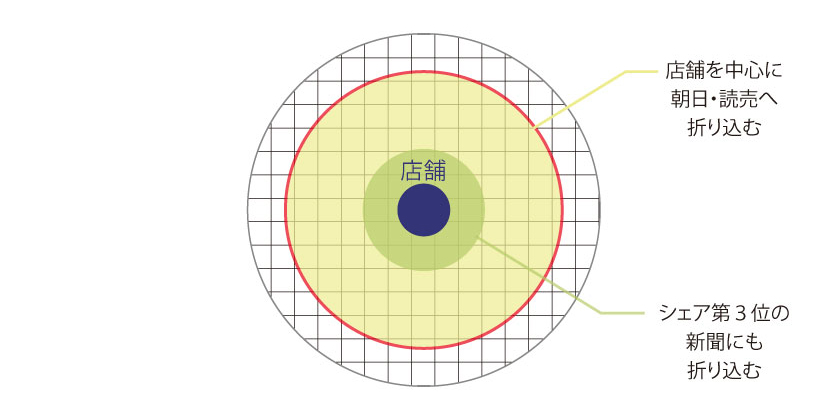 店舗を中心に
朝日・読売へ
折り込む
店舗
シェア第3位の
新聞にも
折り込む